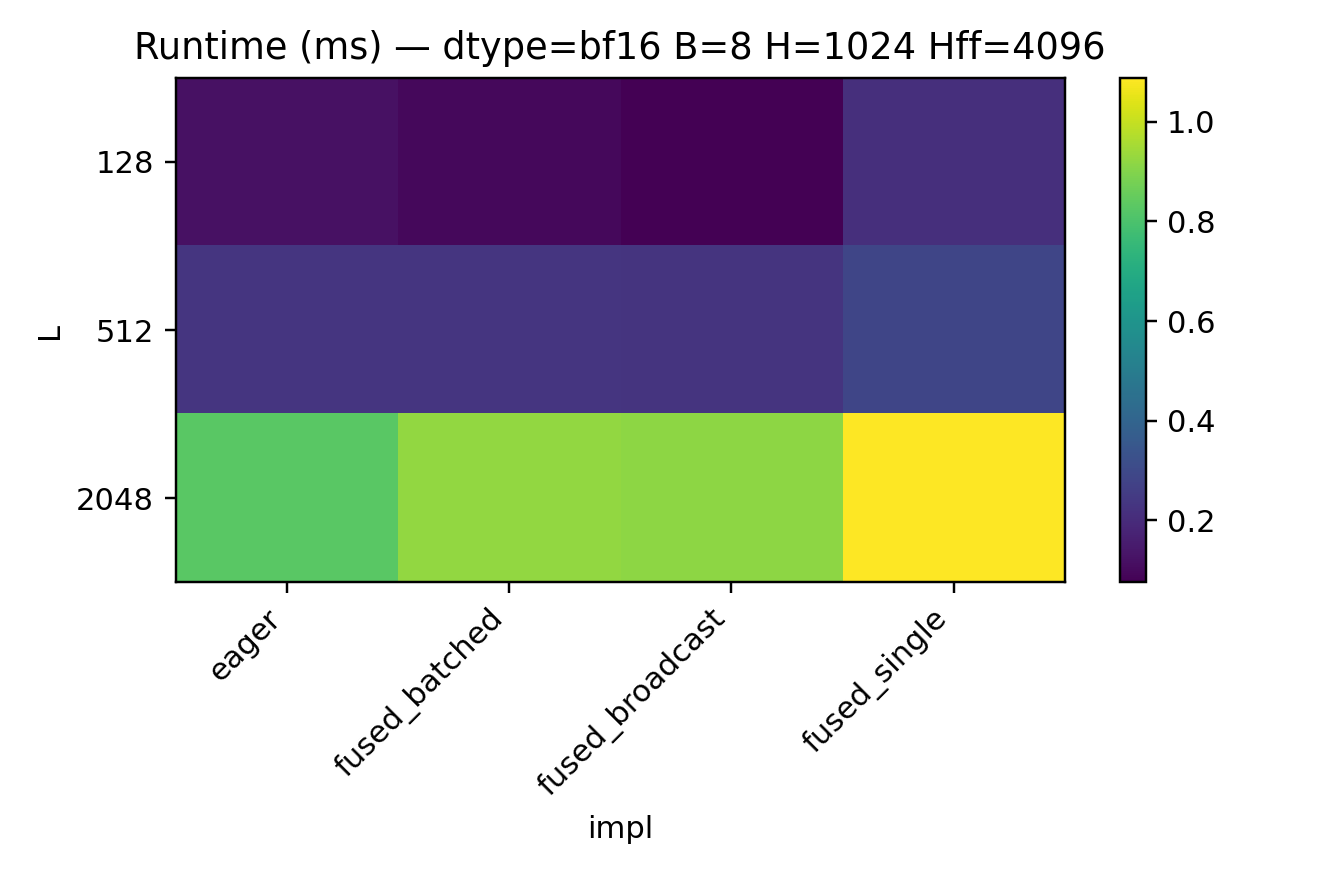 Runtime (ms) — dtype=bf16 B=8 H=1024 Hff=4096
128
512
2048
L
eager
fused_batched
fused_broadcast
fused_single
impl
1.0
0.8
0.6
0.4
0.2